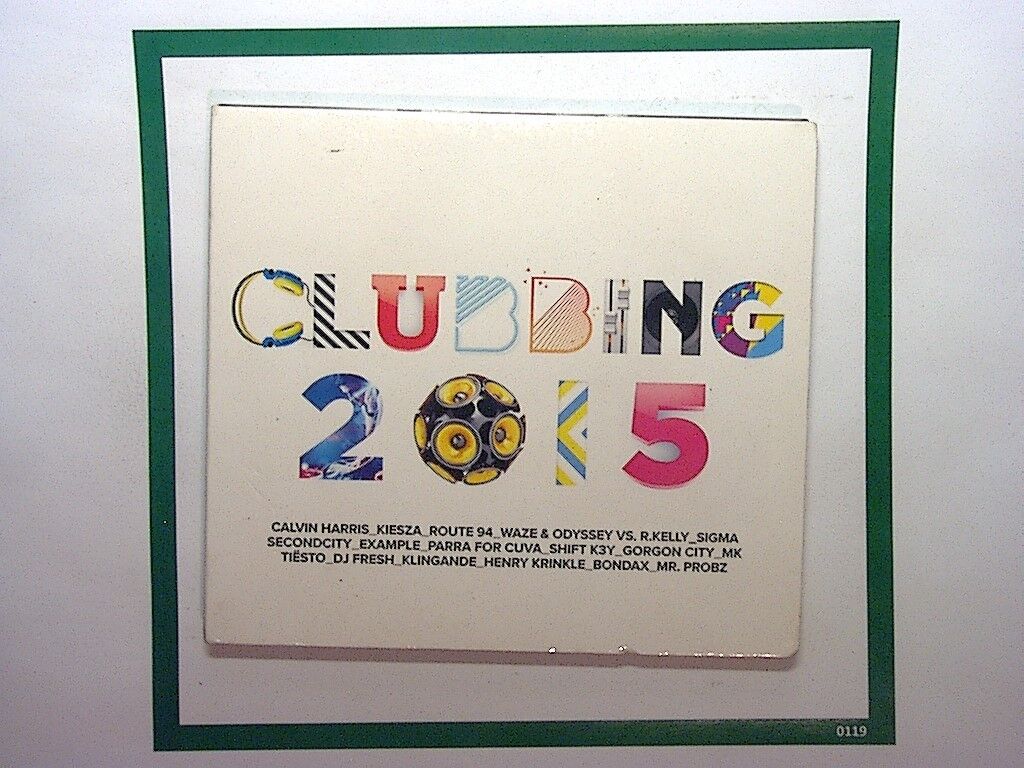 CLUBBING
2015
CALVIN HARRIS_KIESZA_ROUTE 94_WAZE & ODYSSEY VS. R.KELLY_SIGMA
SECONDCITY_EXAMPLE_PARRA FOR CUVA_SHIFT K3Y_GORGON CITY_MK
TIËSTO_DJ FRESH_KLINGANDE_HENRY KRINKLE_BONDAX_MR. PROBZ
0119